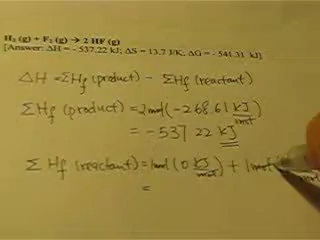 H₂ (g) + F₂ (g) → 2 HF (g)
[Answer: ΔH = - 537.22 kJ; ΔS = 13.7 J/K; ΔG = - 541.31 kJ]
ΔH = ΣHf (product) - ΣHf (reactant)
ΣHf (product) = 2mol (-268.61 kJ/mol)
= -537.22 kJ
ΣHf (reactant) = 1mol (0 kJ/mol) + 1mol
=